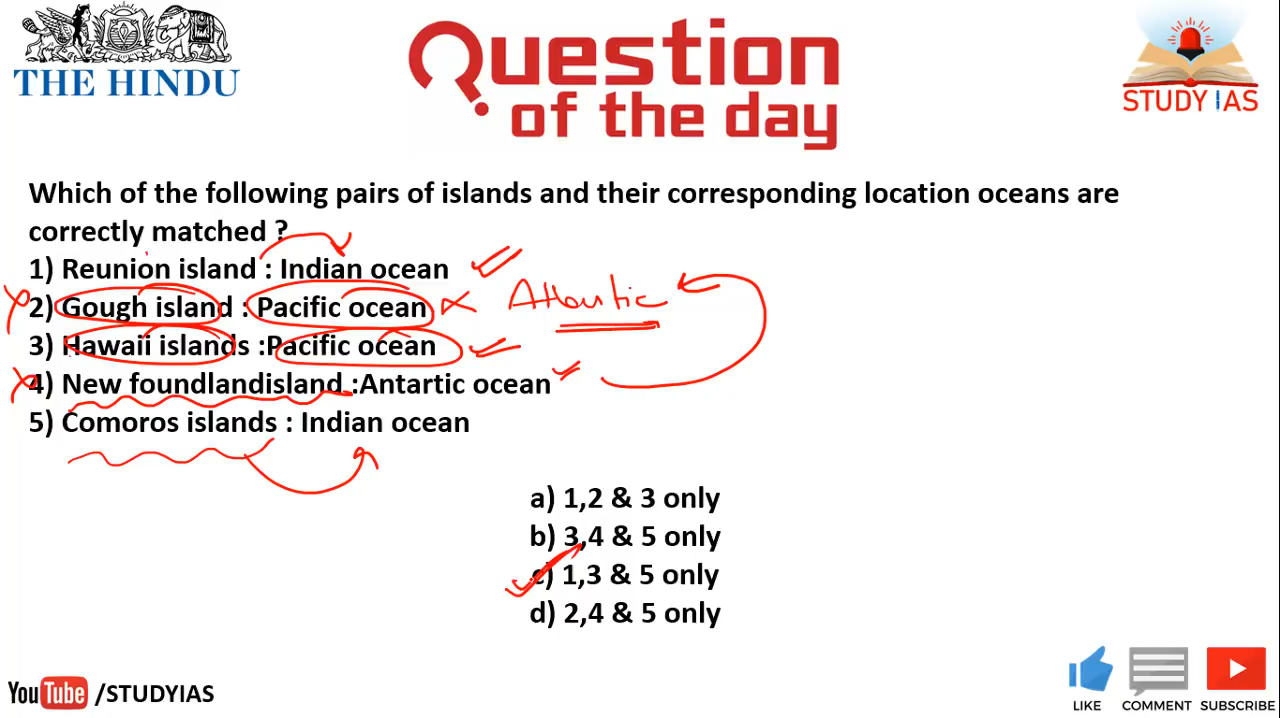 THE HINDU
Question
of the day
STUDY IAS
Which of the following pairs of islands and their corresponding location oceans are
correctly matched ?
1) Reunion island : Indian ocean
2) Gough island : Pacific ocean Atlantic
3) Hawaii islands :Pacific ocean
4) New foundlandisland :Antartic ocean
5) Comoros islands : Indian ocean
a) 1,2 & 3 only
b) 3,4 & 5 only
c) 1,3 & 5 only
d) 2,4 & 5 only
YouTube /STUDYIAS
LIKE COMMENT SUBSCRIBE